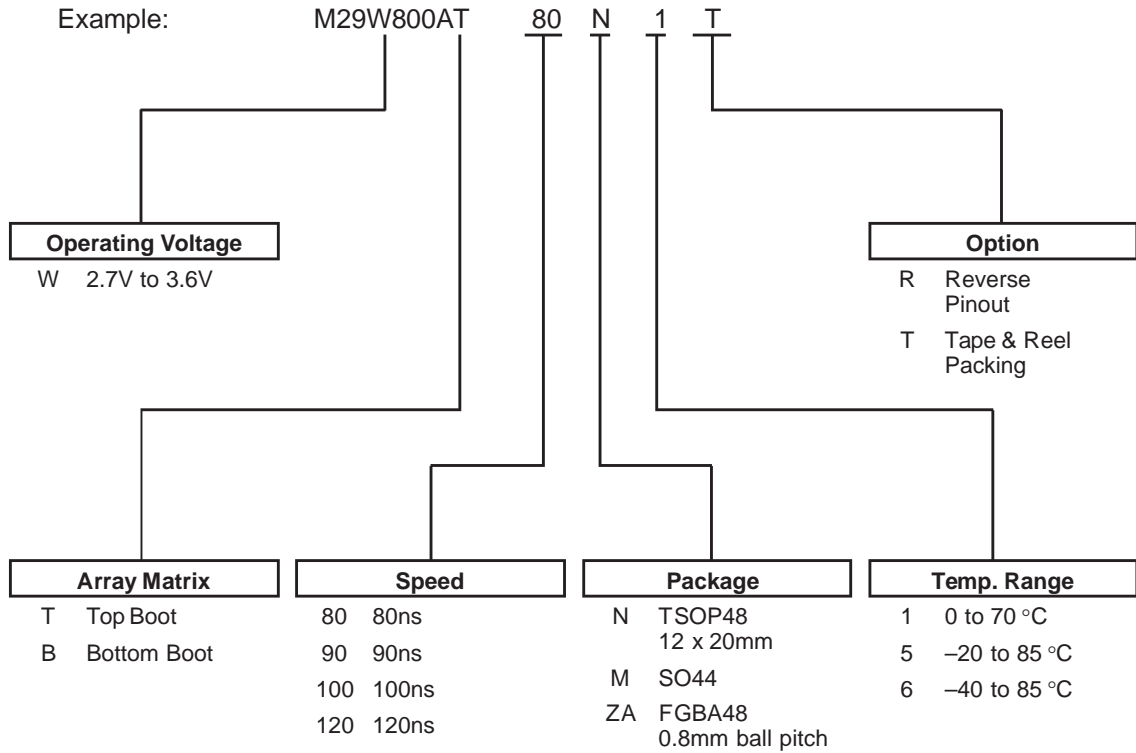 Example: M29W800AT 80 N 1 T
Operating Voltage
W 2.7V to 3.6V
Option
R Reverse
Pinout
T Tape & Reel
Packing
Array Matrix
T Top Boot
B Bottom Boot
Speed
80 80ns
90 90ns
100 100ns
120 120ns
Package
N TSOP48
12 x 20mm
M SO44
ZA FGBA48
0.8mm ball pitch
Temp. Range
1 0 to 70 °C
5 –20 to 85 °C
6 –40 to 85 °C